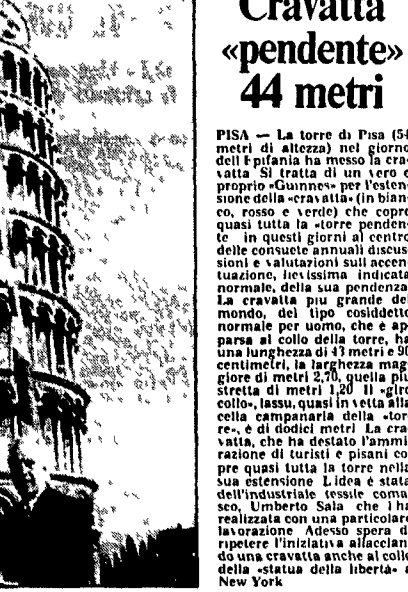 Cravatta
«pendente»
44 metri
PISA — La torre di Pisa (54
metri di altezza) nel giorno
dell Epifania ha messo la cra-
vatta Si tratta di un vero e
proprio «Guinnes» per l'esten-
sione della «cravatta» (in bian-
co, rosso e verde) che copre
quasi tutta la «torre penden-
te in questi giorni al centro
delle consuete annuali discus
sioni e valutazioni sull accen-
tuazione, lievissima indicata
normale, della sua pendenza
La cravatta piu grande del
mondo, del tipo cosiddetto
normale per uomo, che è ap
parsa al collo della torre, ha
una lunghezza di 43 metri e 90
centimetri, la larghezza mag
giore di metri 2,70, quella piu
stretta di metri 1,20 Il «giro
collo», lassu, quasi in vetta alla
cella campanaria della «tor
re», è di dodici metri La cra-
vatta, che ha destato l'ammi
razione di turisti e pisani co
pre quasi tutta la torre nella
sua estensione L idea è stata
dell'industriale tessile coma
sco, Umberto Sala che l ha
realizzata con una particolare
lavorazione Adesso spera di
ripetere l'iniziativa allaccian
do una cravatta anche al collo
della «statua della libertà» a
New York